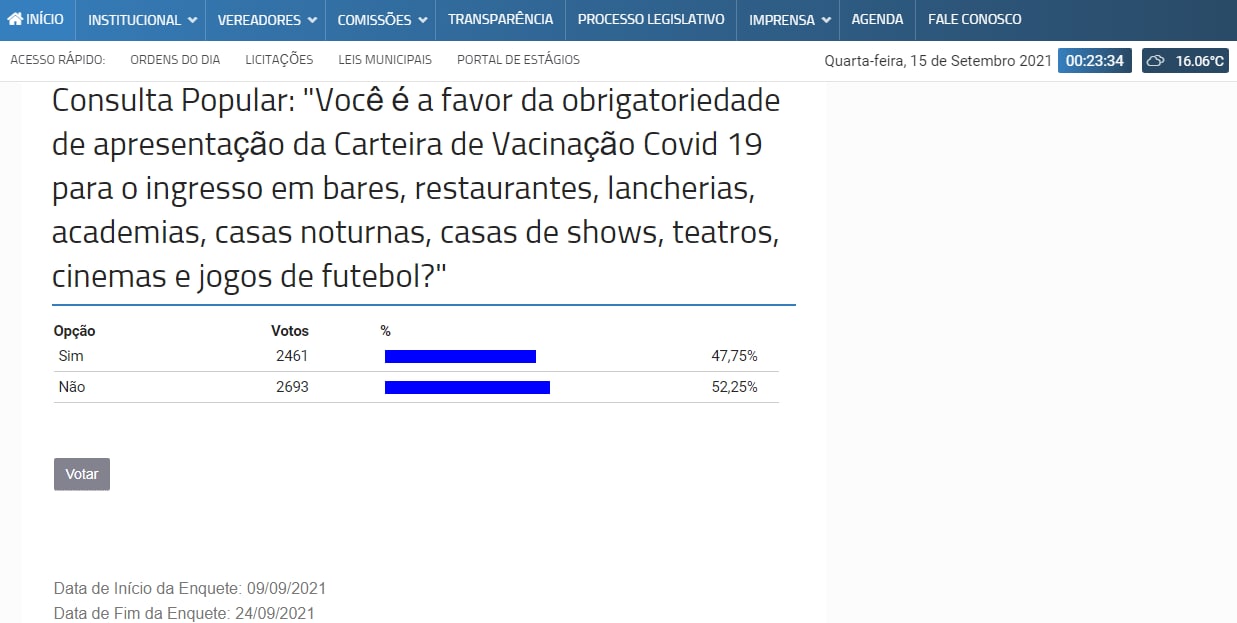 INÍCIO INSTITUCIONAL VEREADORES COMISSÕES TRANSPARÊNCIA PROCESSO LEGISLATIVO IMPRENSA AGENDA FALE CONOSCO
ACESSO RÁPIDO: ORDENS DO DIA LICITAÇÕES LEIS MUNICIPAIS PORTAL DE ESTÁGIOS Quarta-feira, 15 de Setembro 2021 00:23:34 16.06°C
Consulta Popular: "Você é a favor da obrigatoriedade
de apresentação da Carteira de Vacinação Covid 19
para o ingresso em bares, restaurantes, lancherias,
academias, casas noturnas, casas de shows, teatros,
cinemas e jogos de futebol?"
Opção Votos %
Sim 2461 47,75%
Não 2693 52,25%
Votar
Data de Início da Enquete: 09/09/2021
Data de Fim da Enquete: 24/09/2021